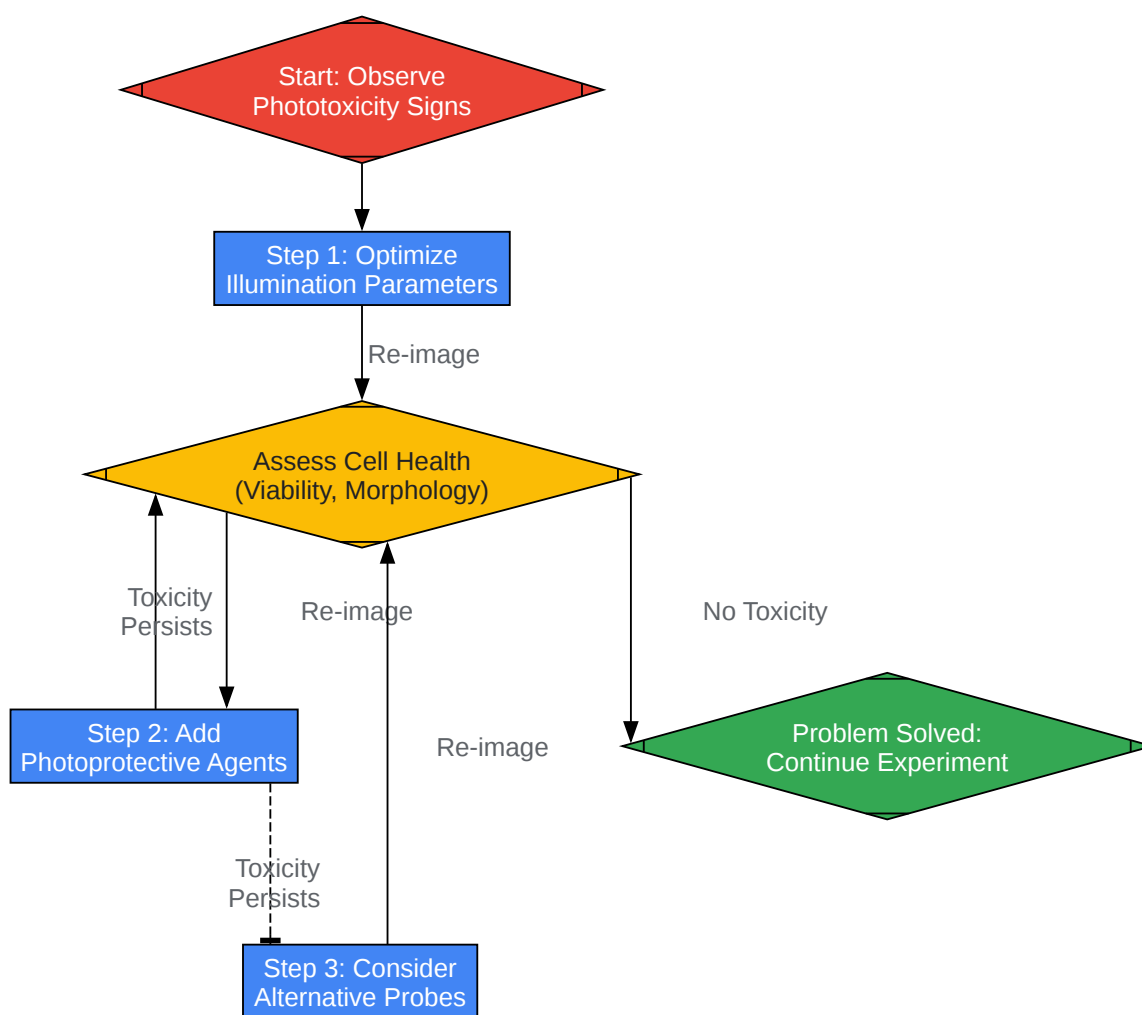 Start: Observe
Phototoxicity Signs
Step 1: Optimize
Illumination Parameters
Re-image
Assess Cell Health
(Viability, Morphology)
Toxicity
Persists
Re-image
No Toxicity
Step 2: Add
Photoprotective Agents
Re-image
Problem Solved:
Continue Experiment
Toxicity
Persists
Step 3: Consider
Alternative Probes